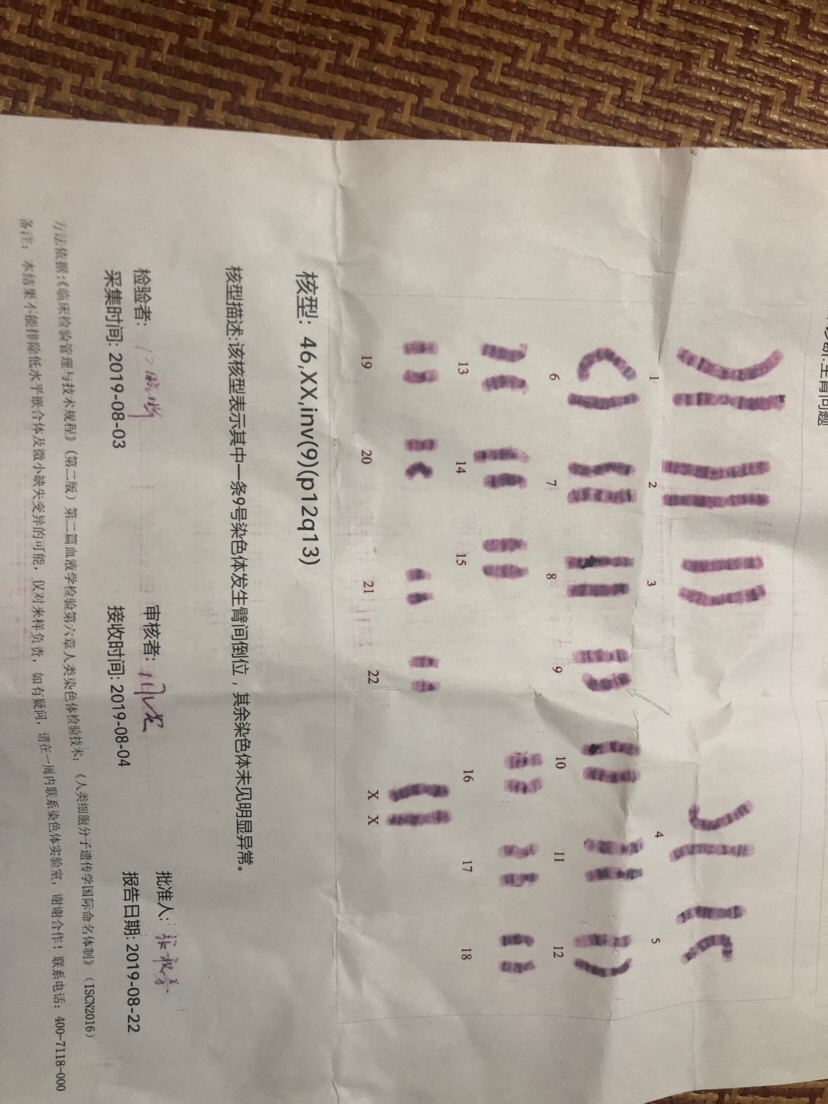 生育问题
1 2 3 4 5
6 7 8 9 10 11 12
13 14 15 16 17 18
19 20 21 22 X X
核型: 46,XX,inv(9)(p12q13)
核型描述:该核型表示其中一条9号染色体发生臂间倒位，其余染色体未见明显异常。
检验者: 审核者: 批准人:
采集时间: 2019-08-03 接收时间: 2019-08-04 报告日期: 2019-08-22
方法依据:《临床检验管理与技术规程》（第二版）第二篇血液学检验第六章人类染色体检验技术；《人类细胞分子遗传学国际命名体制》（ISCN2016）
备注: 本结果不能排除低水平嵌合体及微小缺失变异的可能，仅对来样负责，如有疑问，请在一周内联系染色体实验室，谢谢合作！联系电话: 400-7118-000